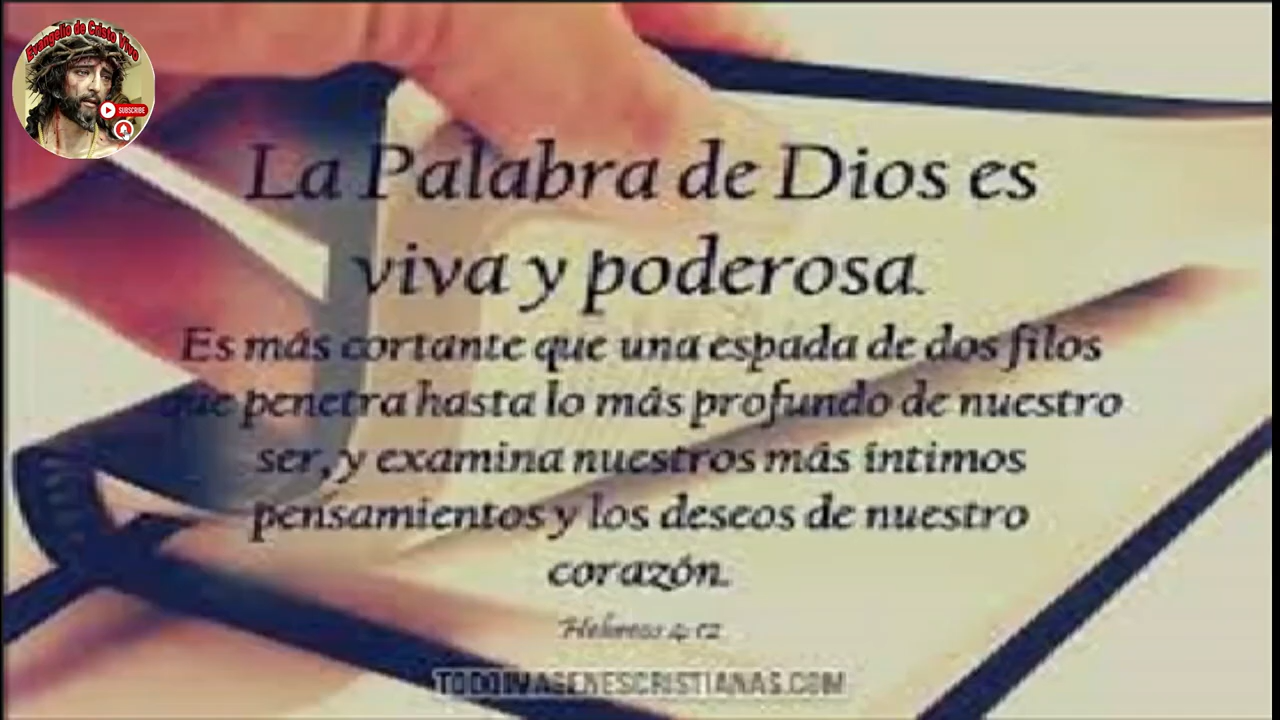 Evangelio de Cristo Vivo
SUBSCRIBE
La Palabra de Dios es
viva y poderosa.
Es más cortante que una espada de dos filos
que penetra hasta lo más profundo de nuestro
ser, y examina nuestros más íntimos
pensamientos y los deseos de nuestro
corazón.
Hebreos 4:12
TODOIMAGENESCRISTIANAS.COM